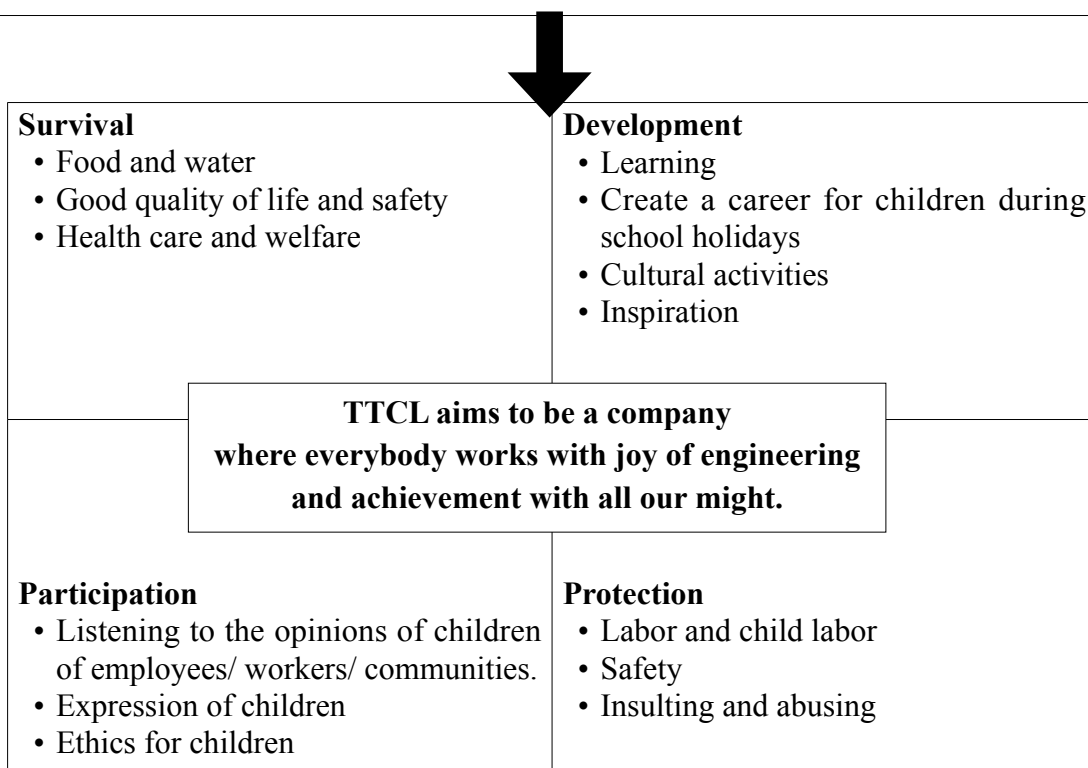 Survival
• Food and water
• Good quality of life and safety
• Health care and welfare
Development
• Learning
• Create a career for children during
school holidays
• Cultural activities
• Inspiration
TTCL aims to be a company
where everybody works with joy of engineering
and achievement with all our might.
Participation
• Listening to the opinions of children
of employees/ workers/ communities.
• Expression of children
• Ethics for children
Protection
• Labor and child labor
• Safety
• Insulting and abusing